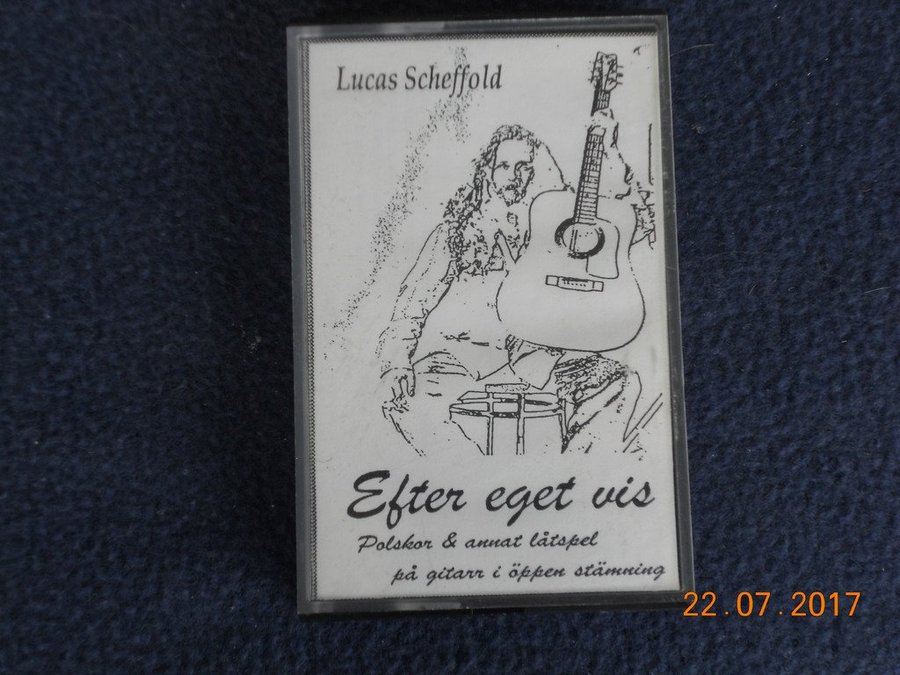 Lucas Scheffold
Efter eget vis
Polskor & annat låtspel
på gitarr i öppen stämning
22.07.2017